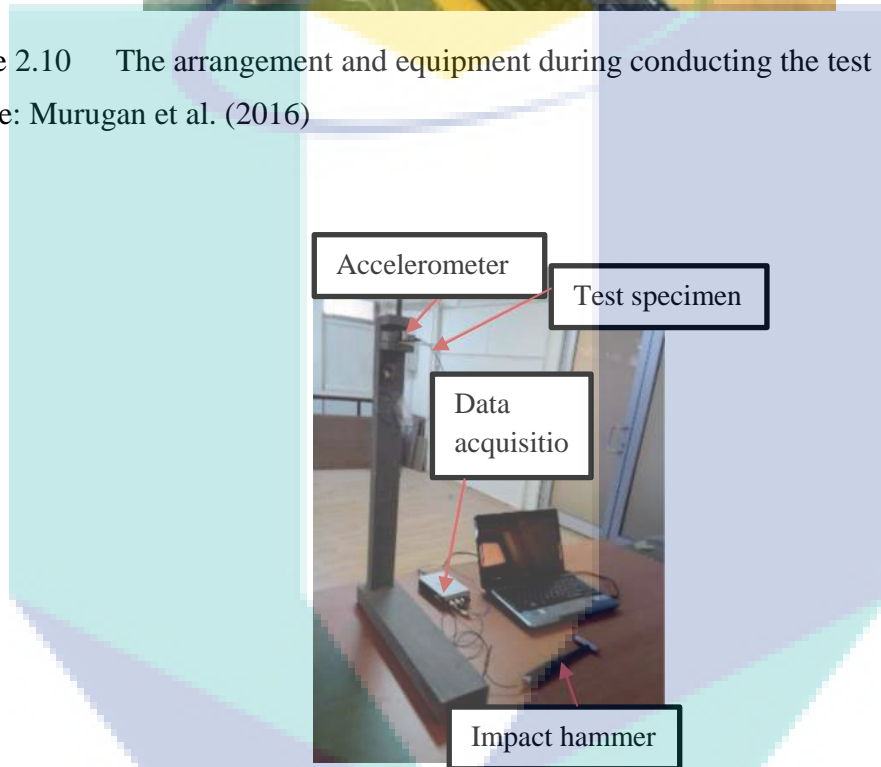 e 2.10 The arrangement and equipment during conducting the test
e: Murugan et al. (2016)
Accelerometer
Test specimen
Data
acquisitio
Impact hammer